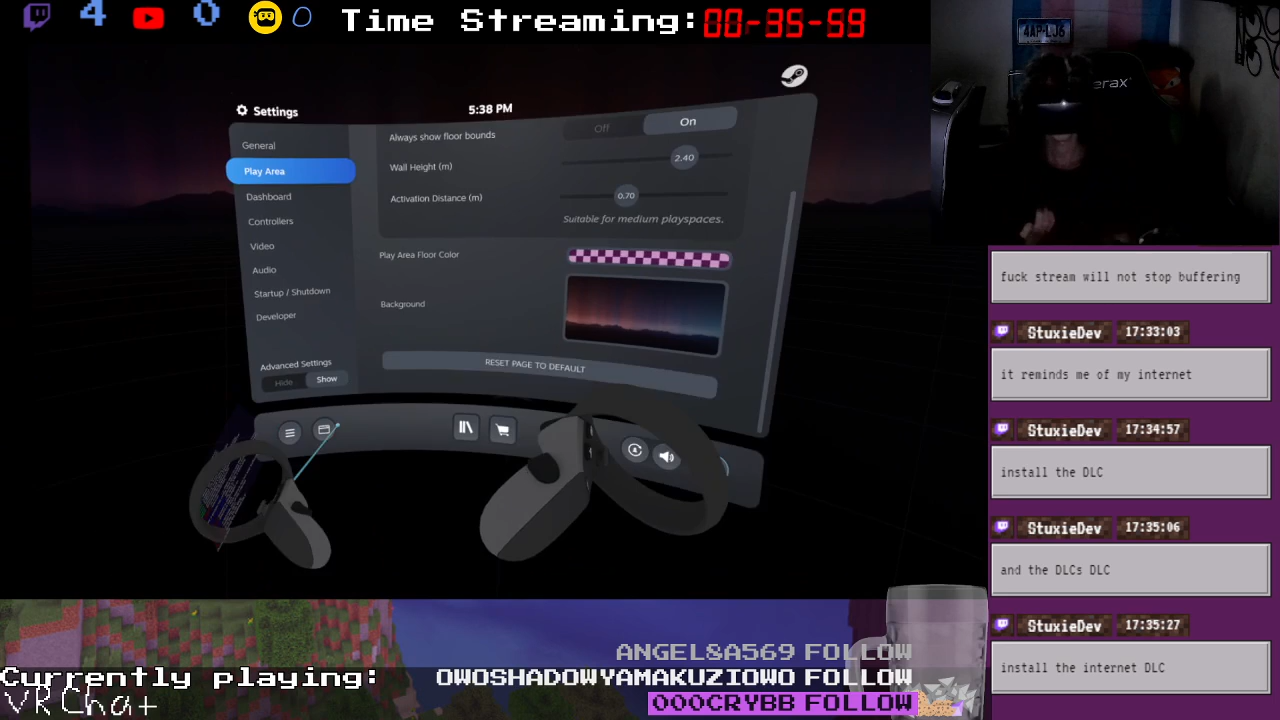 4 0 0 Time Streaming: 00-35-59
4AP-LJ6
erax
Settings
5:38 PM
General
Play Area
Dashboard
Controllers
Video
Audio
Startup / Shutdown
Developer
Advanced Settings
Hide Show
Always show floor bounds
Off On
Wall Height (m)
2.40
Activation Distance (m)
0.70
Suitable for medium playspaces.
Play Area Floor Color
Background
RESET PAGE TO DEFAULT
fuck stream will not stop buffering
StuxieDev 17:33:03
it reminds me of my internet
StuxieDev 17:34:57
install the DLC
StuxieDev 17:35:06
and the DLCs DLC
StuxieDev 17:35:27
install the internet DLC
Currently playing:
VRChat
ANGEL8A569 FOLLOW
OWOSHADOWYAMAKUZIOWO FOLLOW
OOOCRYBB FOLLOW